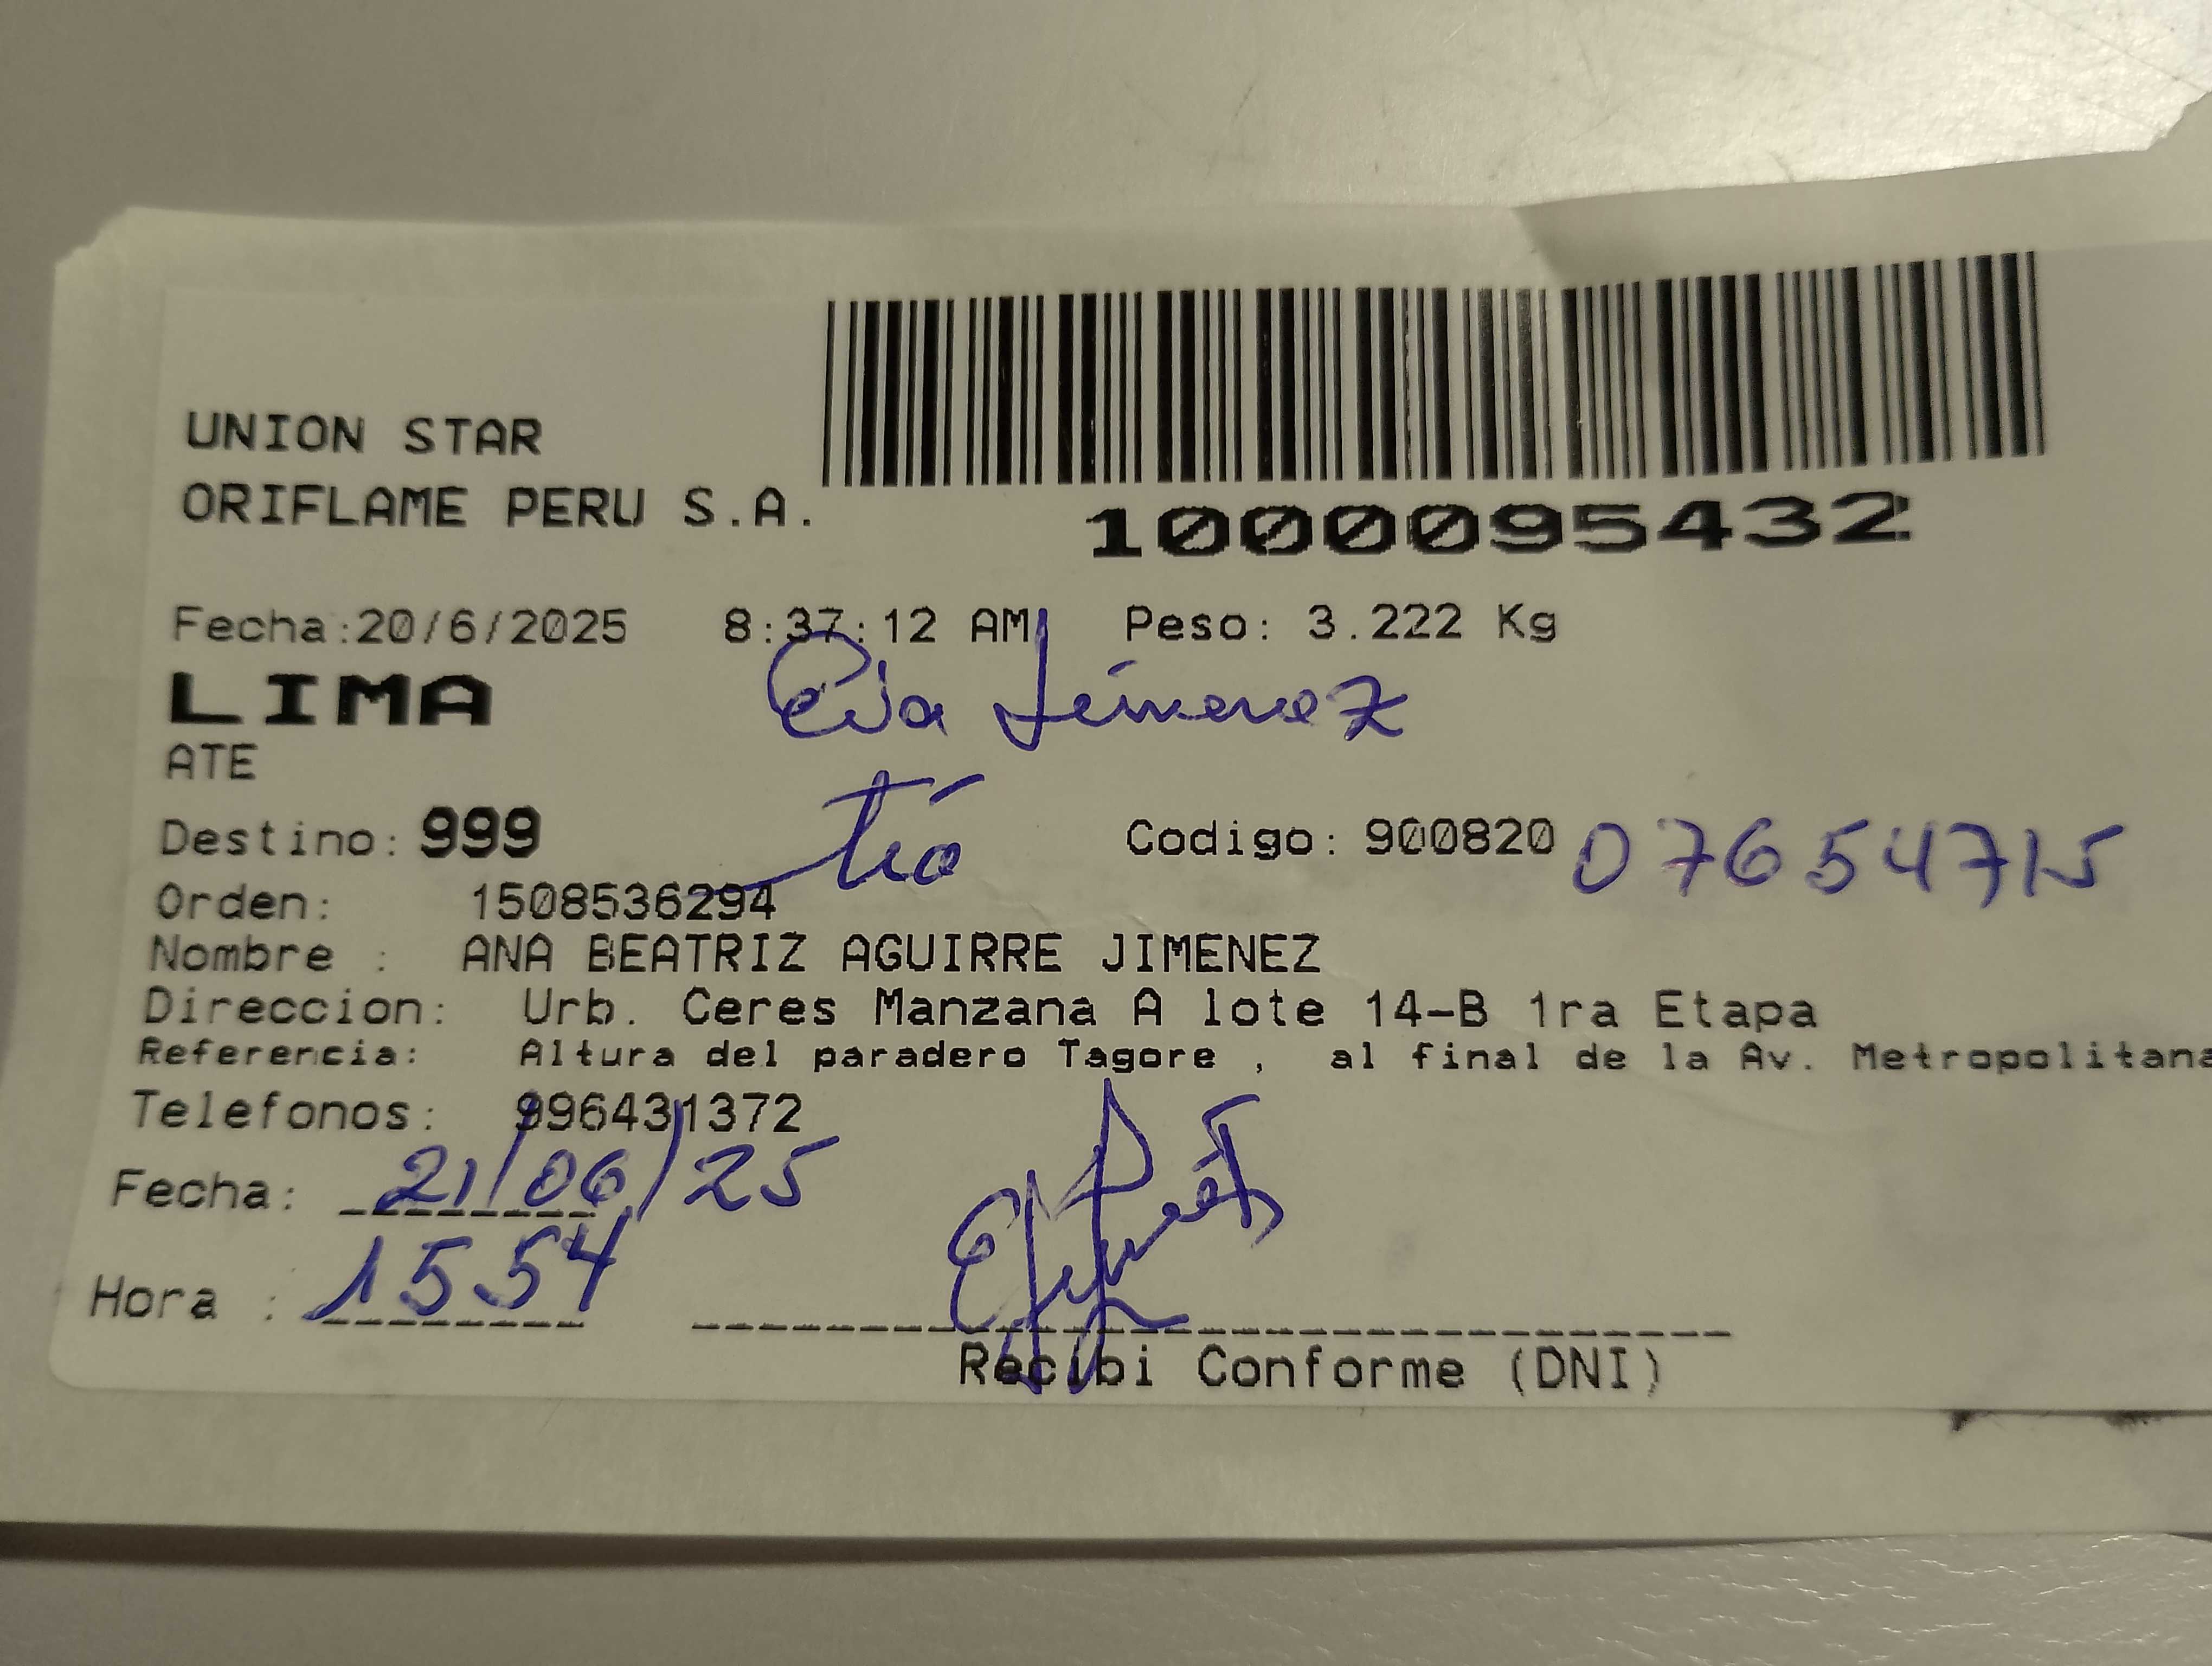 UNION STAR
ORIFLAME PERU S.A.
1000095432
Fecha:20/6/2025 8:37:12 AM Peso: 3.222 Kg
LIMA
Eva Jimenez
ATE
tía
Destino: 999 Codigo: 900820 07654715
Orden: 1508536294
Nombre : ANA BEATRIZ AGUIRRE JIMENEZ
Direccion: Urb. Ceres Manzana A lote 14-B 1ra Etapa
Referencia: Altura del paradero Tagore , al final de la Av. Metropolitana
Telefonos: 996431372
Fecha: 21/06/25
Hora : 1554
Recibi Conforme (DNI)